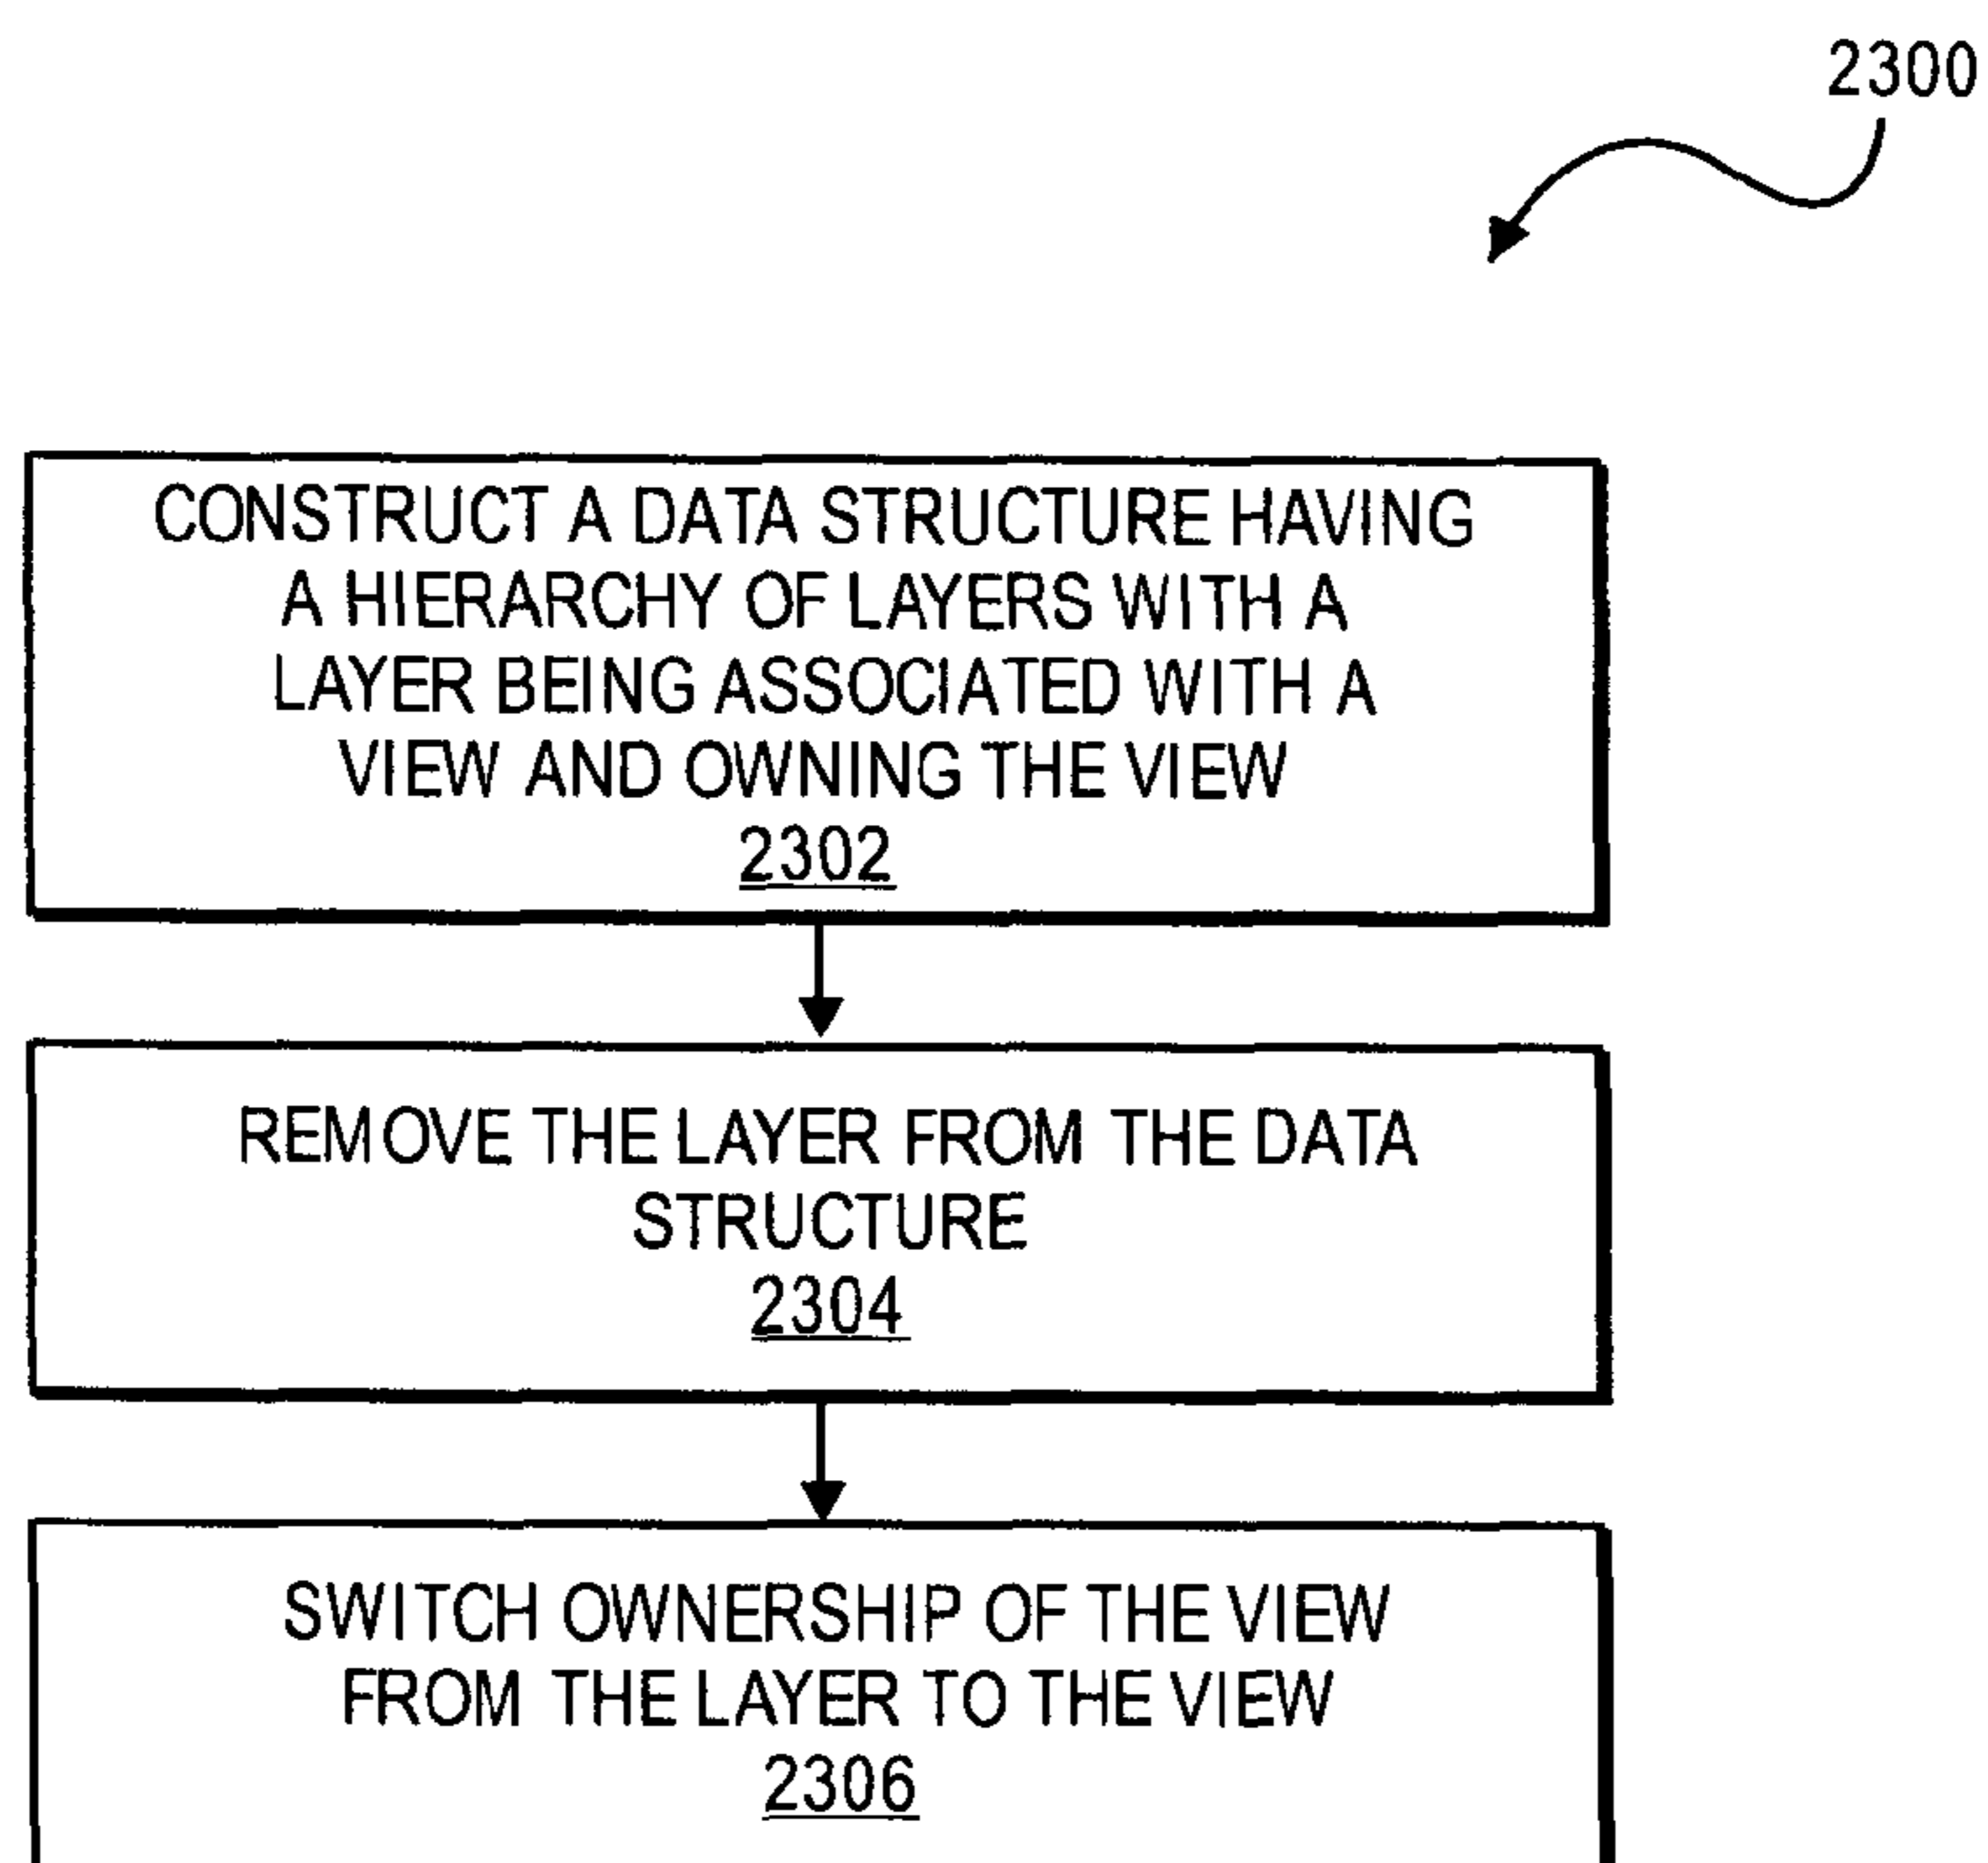 2300
CONSTRUCT A DATA STRUCTURE HAVING
A HIERARCHY OF LAYERS WITH A
LAYER BEING ASSOCIATED WITH A
VIEW AND OWNING THE VIEW
2302
REMOVE THE LAYER FROM THE DATA
STRUCTURE
2304
SWITCH OWNERSHIP OF THE VIEW
FROM THE LAYER TO THE VIEW
2306